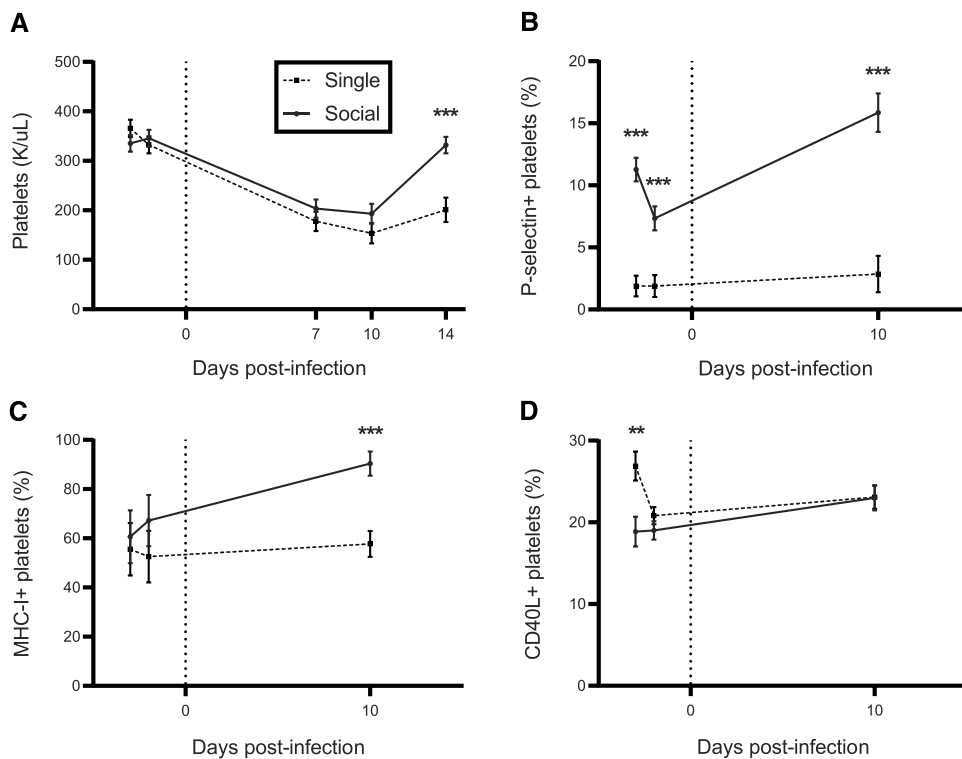 A
Platelets (K/uL)
500
400
300
200
100
0
Single
Social
***
0
7
10
14
Days post-infection
B
P-selectin+ platelets (%)
20
15
10
5
0
***
***
***
0
10
Days post-infection
C
MHC-I+ platelets (%)
100
80
60
40
20
0
***
0
10
Days post-infection
D
CD40L+ platelets (%)
30
20
10
0
**
0
10
Days post-infection